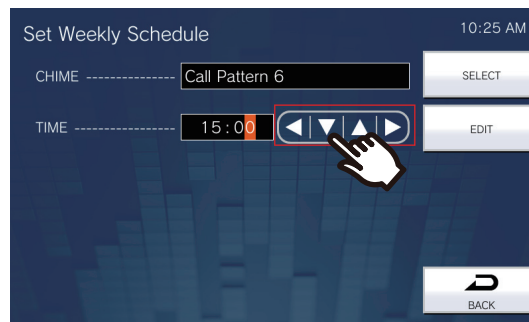 Set Weekly Schedule
10:25 AM
CHIME --------------- Call Pattern 6
SELECT
TIME ----------------- 15:00
EDIT
BACK